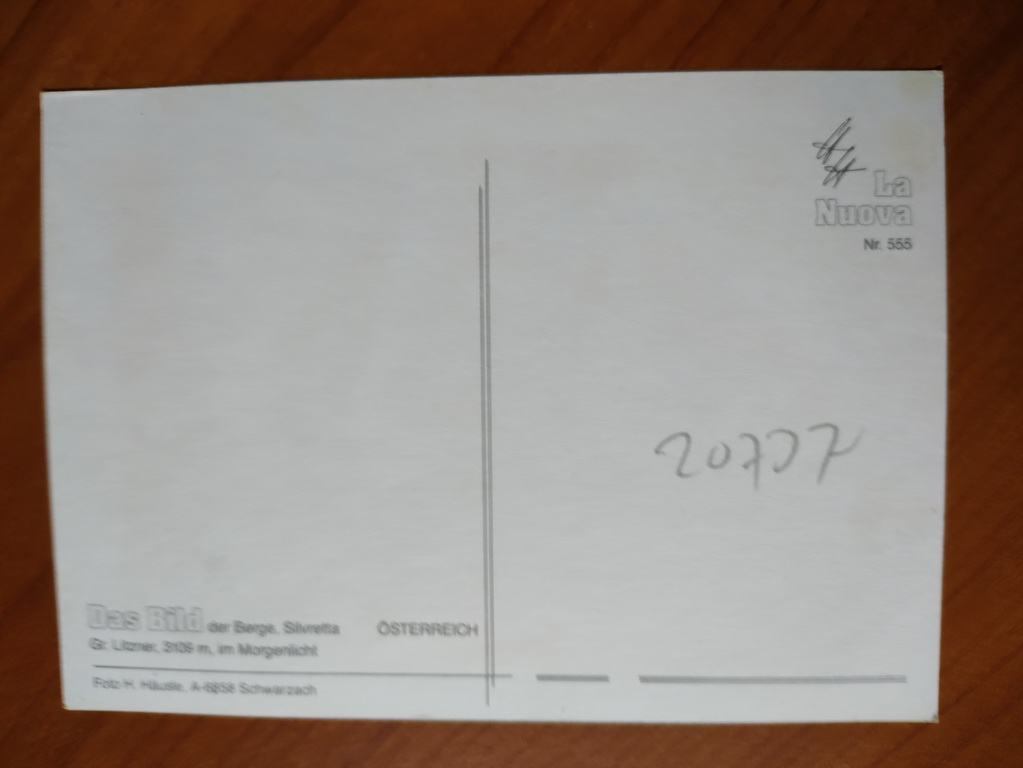 La
Nuova
Nr. 555
20737
Das Bild der Berge. Silvretta ÖSTERREICH
Gr. Litzner, 3109 m, im Morgenlicht
Foto H. Häusle, A-6858 Schwarzach